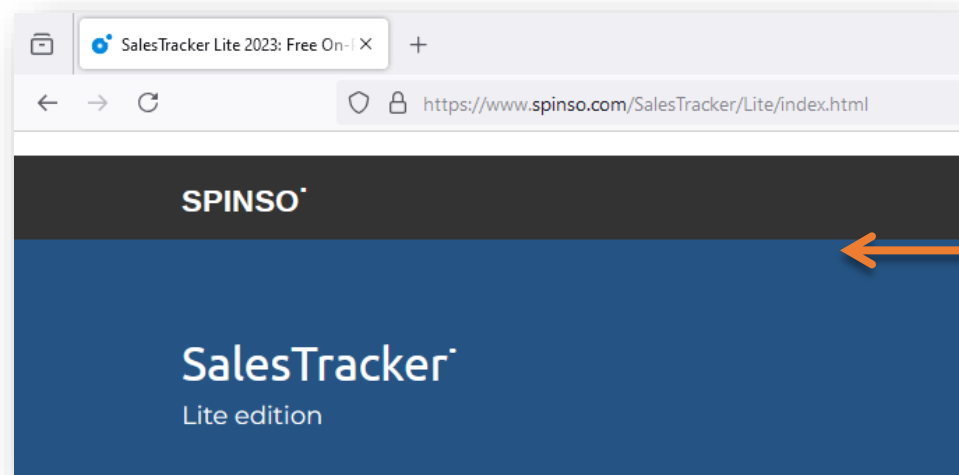 SalesTracker Lite 2023: Free On-
https://www.spinso.com/SalesTracker/Lite/index.html
SPINSO
SalesTracker
Lite edition